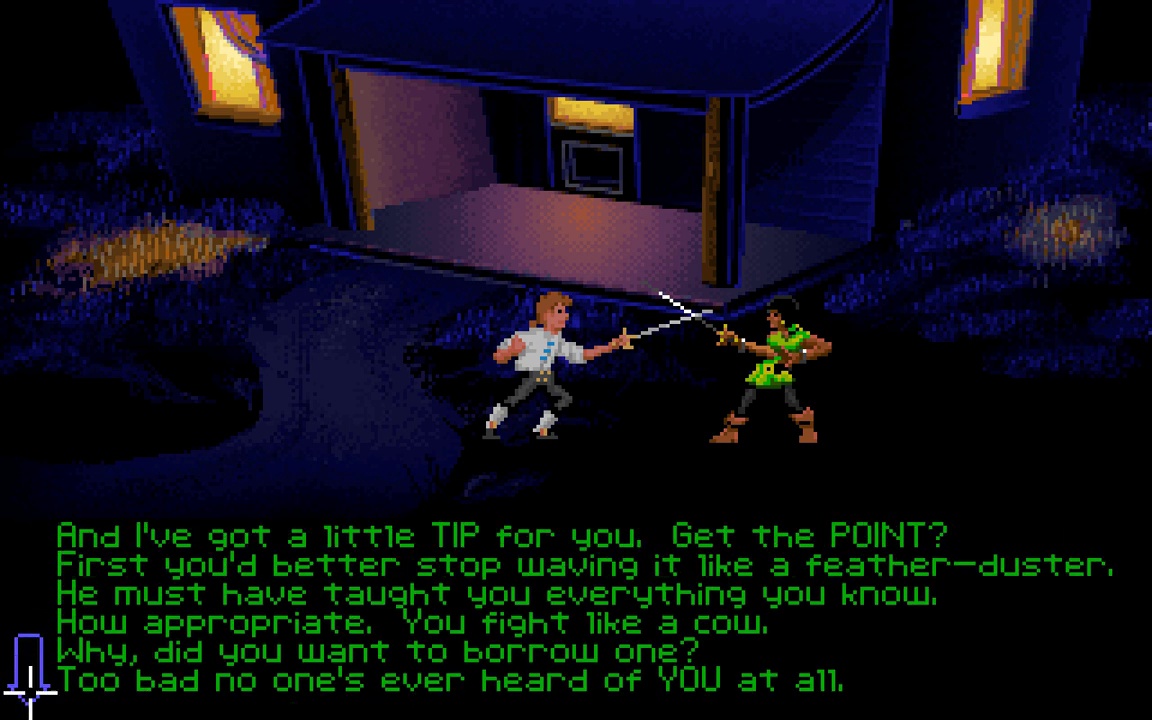 And I've got a little TIP for you.  Get the POINT?
First you'd better stop waving it like a feather-duster.
He must have taught you everything you know.
How appropriate.  You fight like a cow.
Why, did you want to borrow one?
Too bad no one's ever heard of YOU at all.